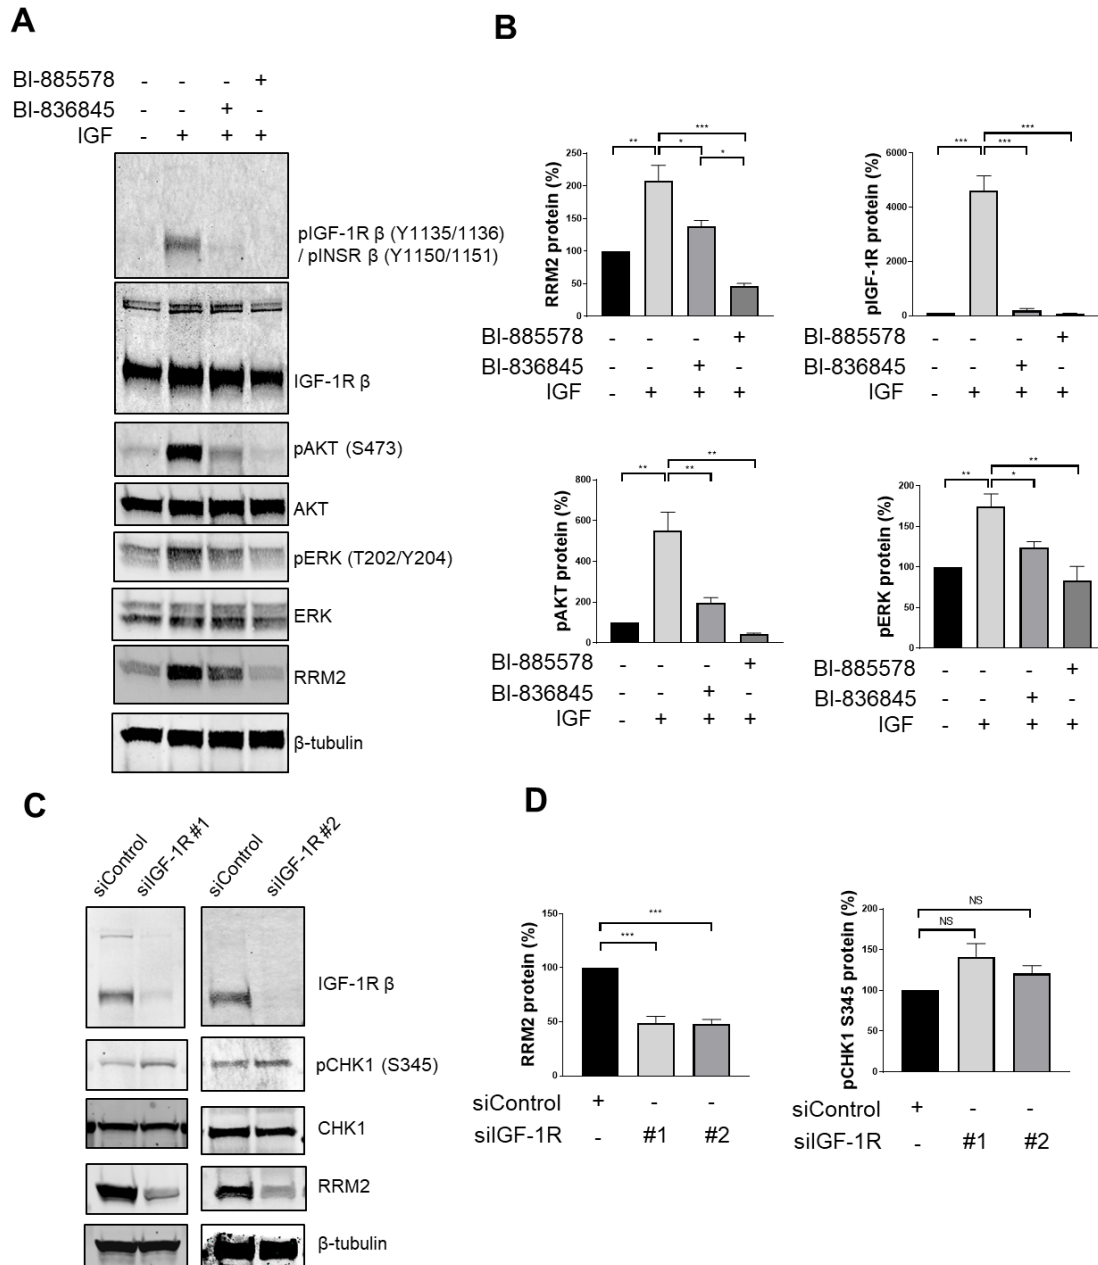 A
BI-885578 - - - +
BI-836845 - - + -
IGF - + + +
pIGF-1R β (Y1135/1136)
/ pINSR β (Y1150/1151)
IGF-1R β
pAKT (S473)
AKT
pERK (T202/Y204)
ERK
RRM2
β-tubulin
B
RRM2 protein (%)
250
200
150
100
50
0
** * *** *
BI-885578 - - - +
BI-836845 - - + -
IGF - + + +
pIGF-1R protein (%)
6000
4000
2000
0
*** *** ***
BI-885578 - - - +
BI-836845 - - + -
IGF - + + +
pAKT protein (%)
800
600
400
200
0
** ** **
BI-885578 - - - +
BI-836845 - - + -
IGF - + + +
pERK protein (%)
200
150
100
50
0
** * **
BI-885578 - - - +
BI-836845 - - + -
IGF - + + +
C
siControl
siIGF-1R #1
siControl
siIGF-1R #2
IGF-1R β
pCHK1 (S345)
CHK1
RRM2
β-tubulin
D
RRM2 protein (%)
150
100
50
0
*** ***
siControl + - -
siIGF-1R - #1 #2
pCHK1 S345 protein (%)
200
150
100
50
0
NS
NS
siControl + - -
siIGF-1R - #1 #2